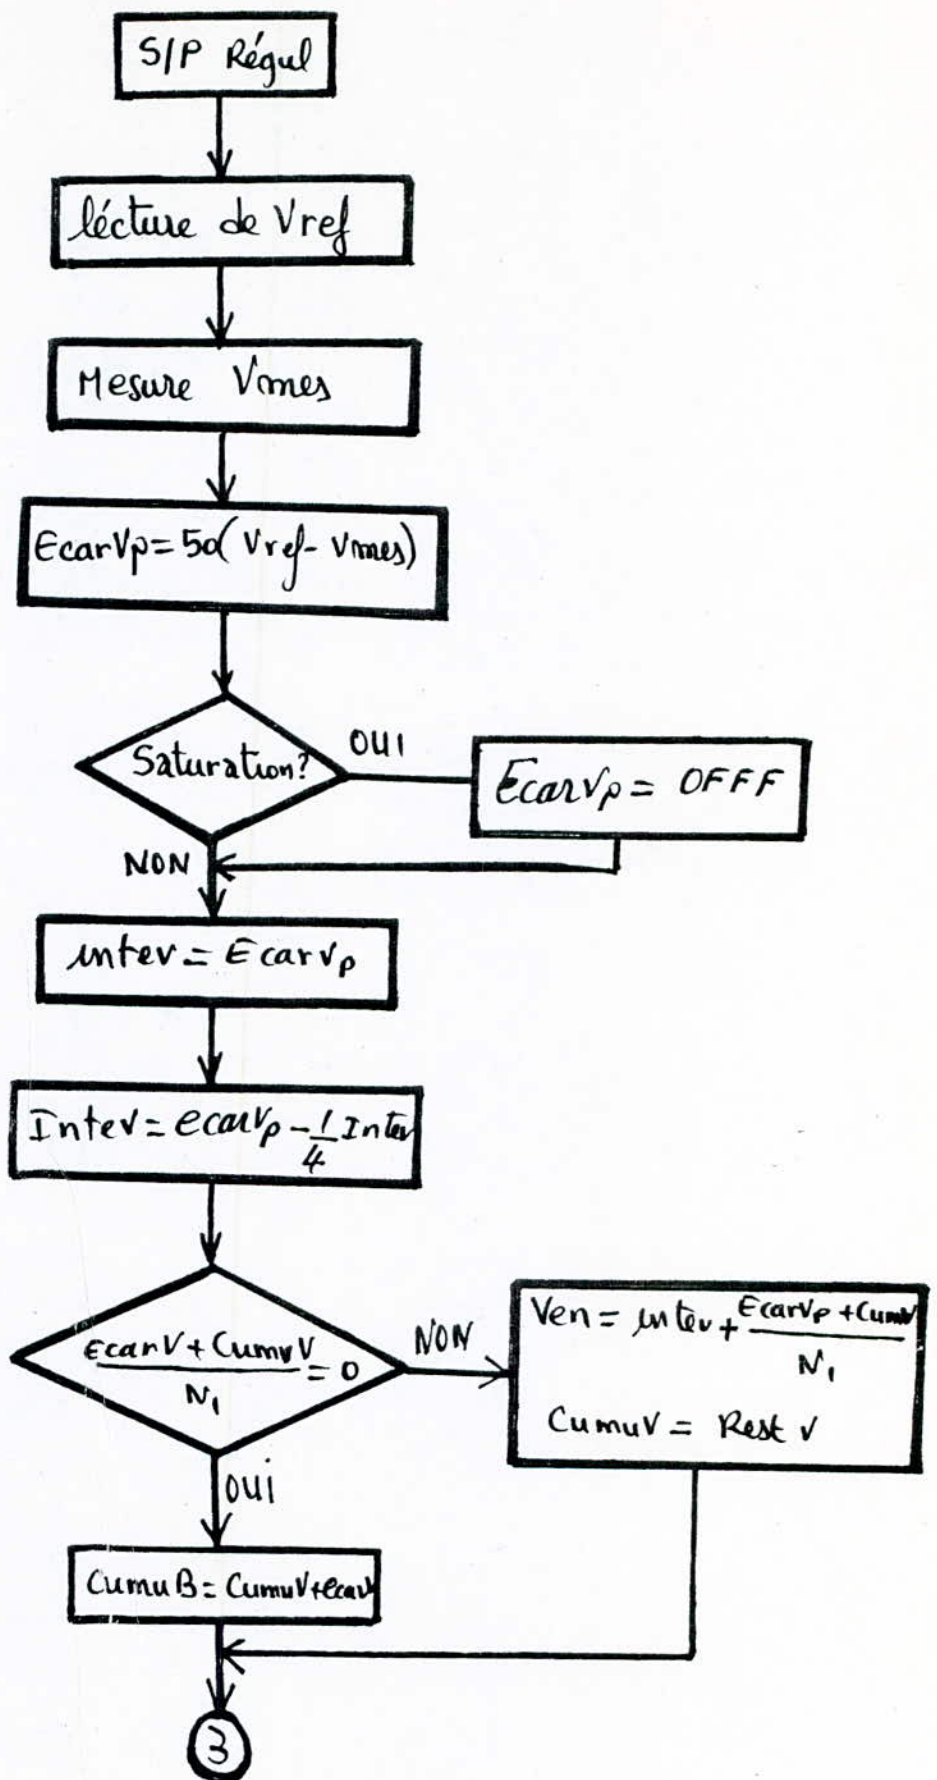 S/P Régul
lécture de Vref
Mesure Vmes
EcarVp = 50(Vref - Vmes)
Saturation?
OUI
EcarVp = OFFF
NON
intev = EcarVp
Intev = ecarVp - 1/4 Intev
EcarV + CumuV / N1 = 0
NON
Ven = intev + EcarVp + CumuV / N1
CumuV = Rest v
OUi
CumuB = CumuV + ecarV
3